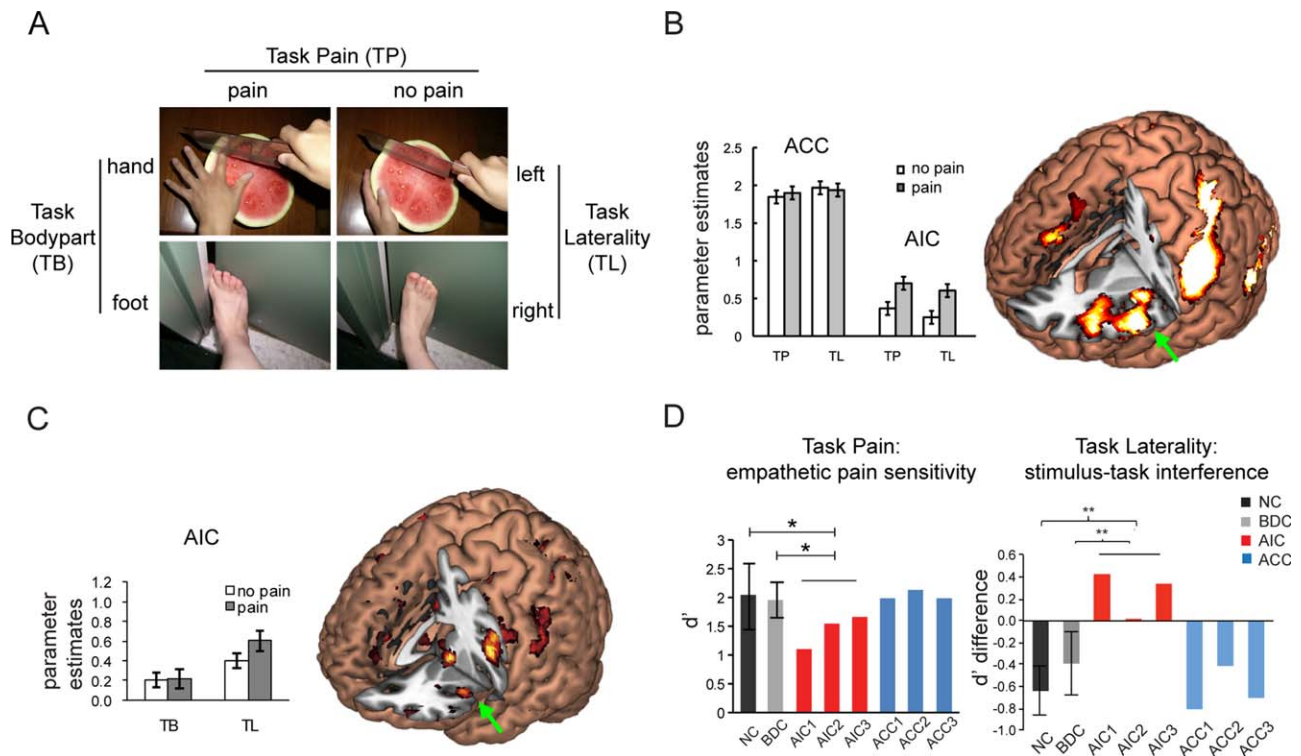 A
Task Pain (TP)
pain
no pain
hand
foot
Task
Bodypart
(TB)
left
right
Task
Laterality
(TL)
B
parameter estimates
2.5
2
1.5
1
0.5
0
ACC
AIC
no pain
pain
TP
TL
TP
TL
C
AIC
parameter
estimates
1.2
1.0
0.8
0.6
0.4
0.2
0.0
no pain
pain
TB
TL
D
Task Pain:
empathetic pain sensitivity
d'
3
2.5
2
1.5
1
0.5
0
*
*
NC
BDC
AIC1
AIC2
AIC3
ACC1
ACC2
ACC3
Task Laterality:
stimulus-task interference
NC
BDC
AIC
ACC
**
**
d' difference
0.6
0.4
0.2
0.0
-0.2
-0.4
-0.6
-0.8
-1.0
NC
BDC
AIC1
AIC2
AIC3
ACC1
ACC2
ACC3